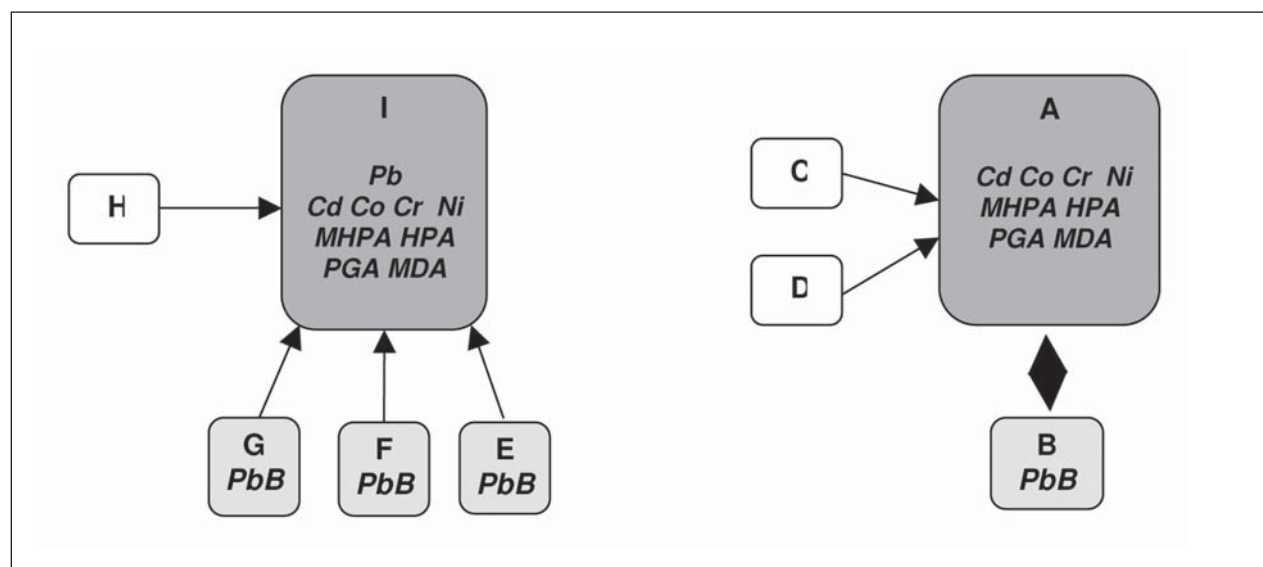 I
Pb
Cd Co Cr Ni
MHPA HPA
PGA MDA
H
G
PbB
F
PbB
E
PbB
A
Cd Co Cr Ni
MHPA HPA
PGA MDA
C
D
B
PbB